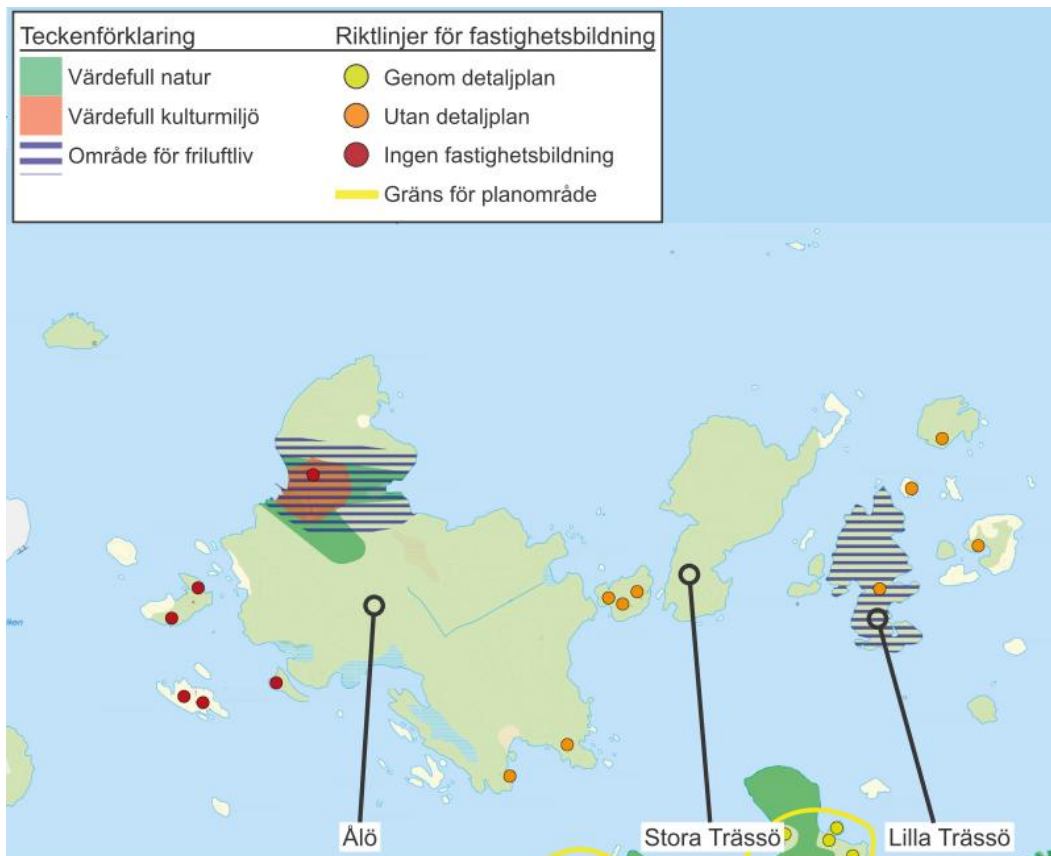 Teckenförklaring
Värdefull natur
Värdefull kulturmiljö
Område för friluftliv
Riktlinjer för fastighetsbildning
Genom detaljplan
Utan detaljplan
Ingen fastighetsbildning
Gräns för planområde
Ålö
Stora Trässö
Lilla Trässö